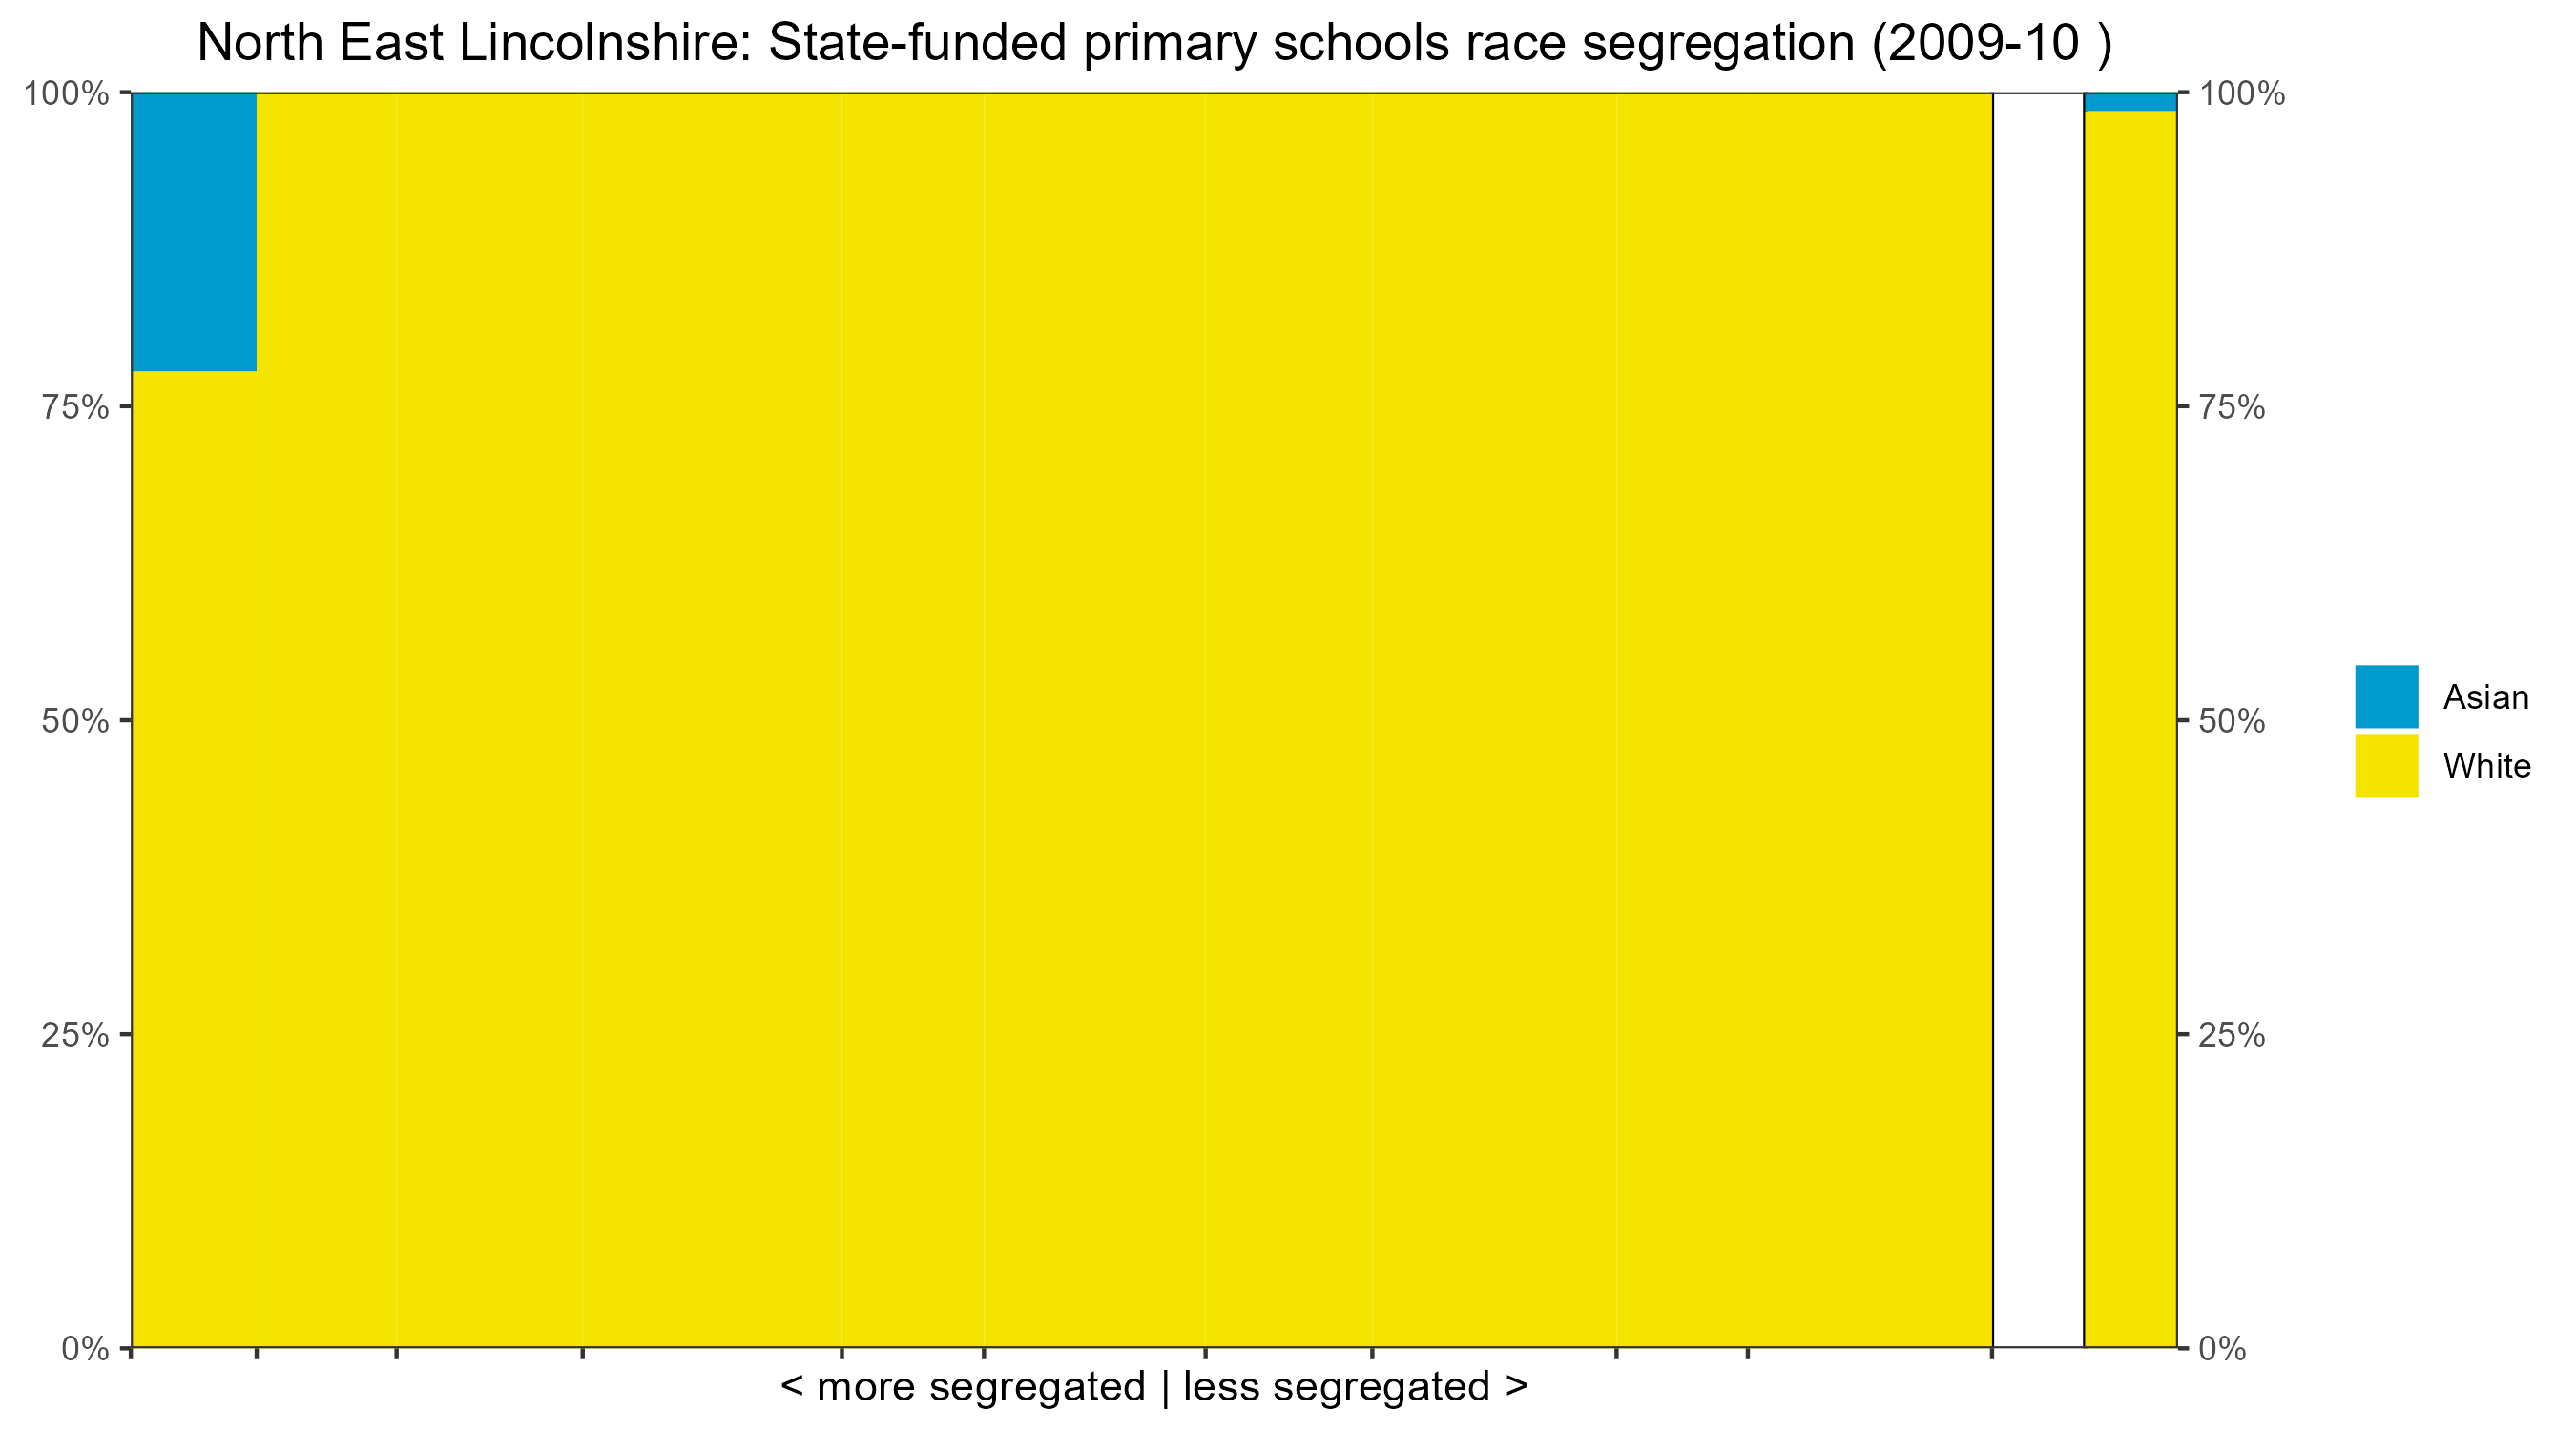 North East Lincolnshire: State-funded primary schools race segregation (2009-10 )
100%
75%
50%
25%
0%
100%
75%
50%
25%
0%
Asian
White
< more segregated | less segregated >